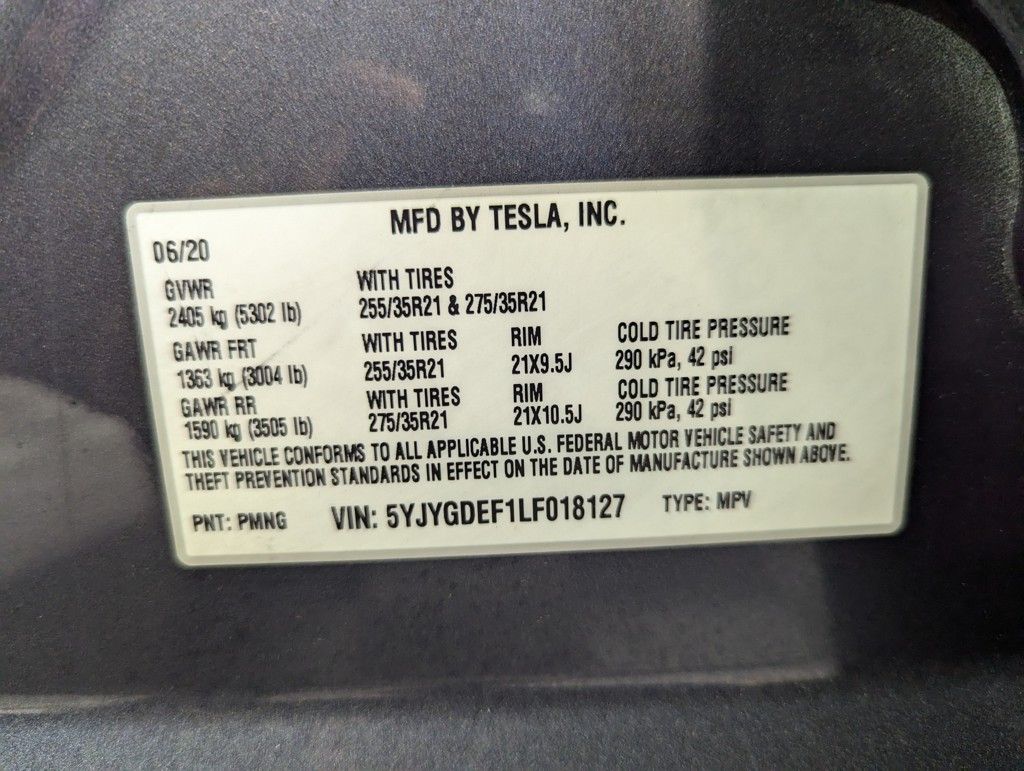 MFD BY TESLA, INC.
06/20
GVWR WITH TIRES
2405 kg (5302 lb) 255/35R21 & 275/35R21
GAWR FRT WITH TIRES RIM COLD TIRE PRESSURE
1363 kg (3004 lb) 255/35R21 21X9.5J 290 kPa, 42 psi
GAWR RR WITH TIRES RIM COLD TIRE PRESSURE
1590 kg (3505 lb) 275/35R21 21X10.5J 290 kPa, 42 psi
THIS VEHICLE CONFORMS TO ALL APPLICABLE U.S. FEDERAL MOTOR VEHICLE SAFETY AND
THEFT PREVENTION STANDARDS IN EFFECT ON THE DATE OF MANUFACTURE SHOWN ABOVE.
PNT: PMNG VIN: 5YJYGDEF1LF018127 TYPE: MPV